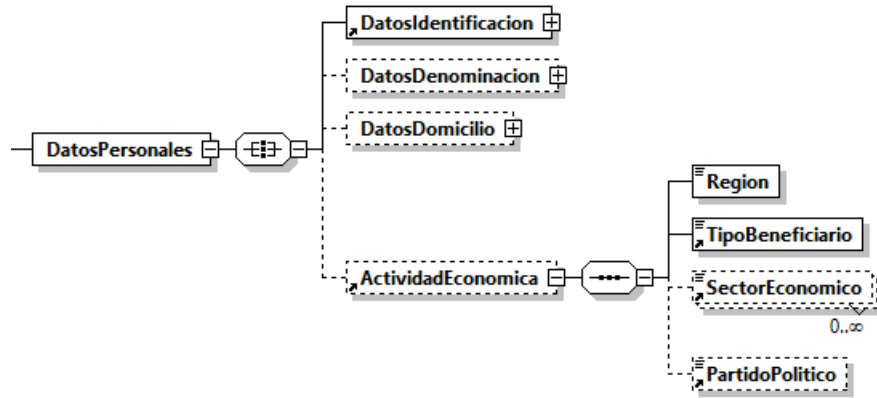 DatosIdentificacion
DatosDenominacion
DatosDomicilio
DatosPersonales
Region
TipoBeneficiario
ActividadEconomica
SectorEconomico
0..∞
PartidoPolitico